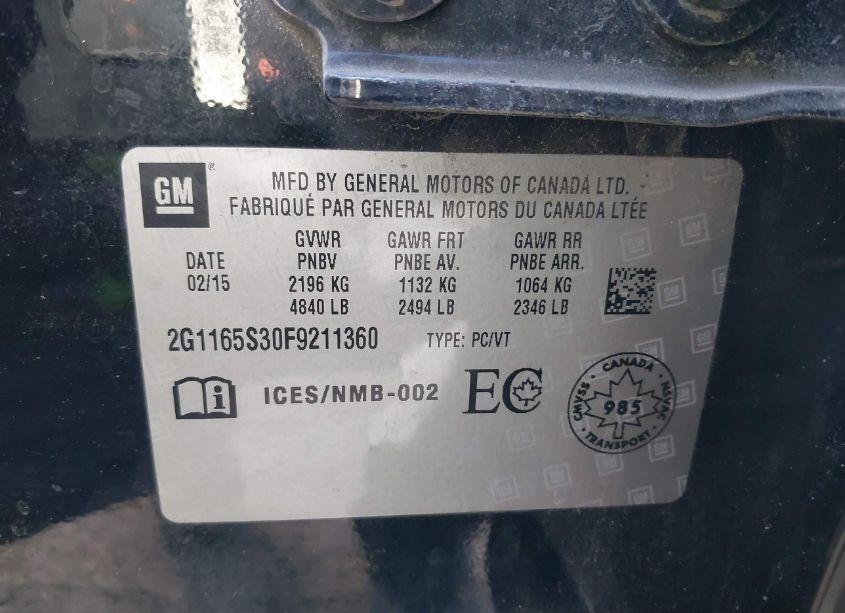 GM ®
MFD BY GENERAL MOTORS OF CANADA LTD.
FABRIQUÉ PAR GENERAL MOTORS DU CANADA LTÉE
GVWR GAWR FRT GAWR RR
DATE PNBV PNBE AV. PNBE ARR.
02/15 2196 KG 1132 KG 1064 KG
4840 LB 2494 LB 2346 LB
2G1165S30F9211360 TYPE: PC/VT
i ICES/NMB-002 EC
CANADA
CMVSS 985 NSVAC
TRANSPORT